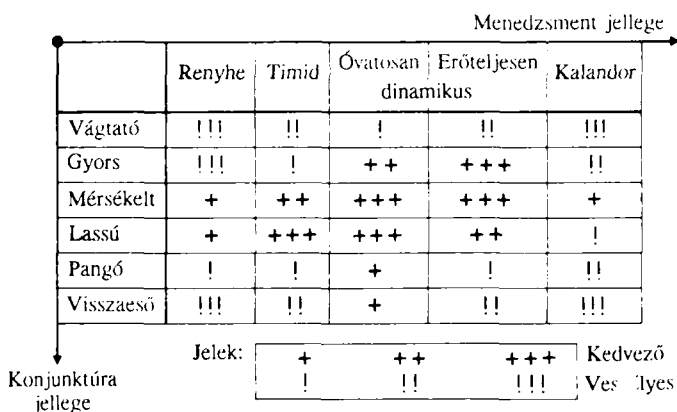 Menedzsment jellege
Renyhe Timid Óvatosan Erőteljesen Kalandor
dinamikus
Vágtató !!! !! ! !! !!!
Gyors !!! ! ++ +++ !!
Mérsékelt + ++ +++ +++ +
Lassú + +++ +++ ++ !
Pangó ! ! + ! !!
Visszaeső !!! !! + !! !!!
Jelek: + ++ +++ Kedvező
! !! !!!
Konjunktúra
jellege